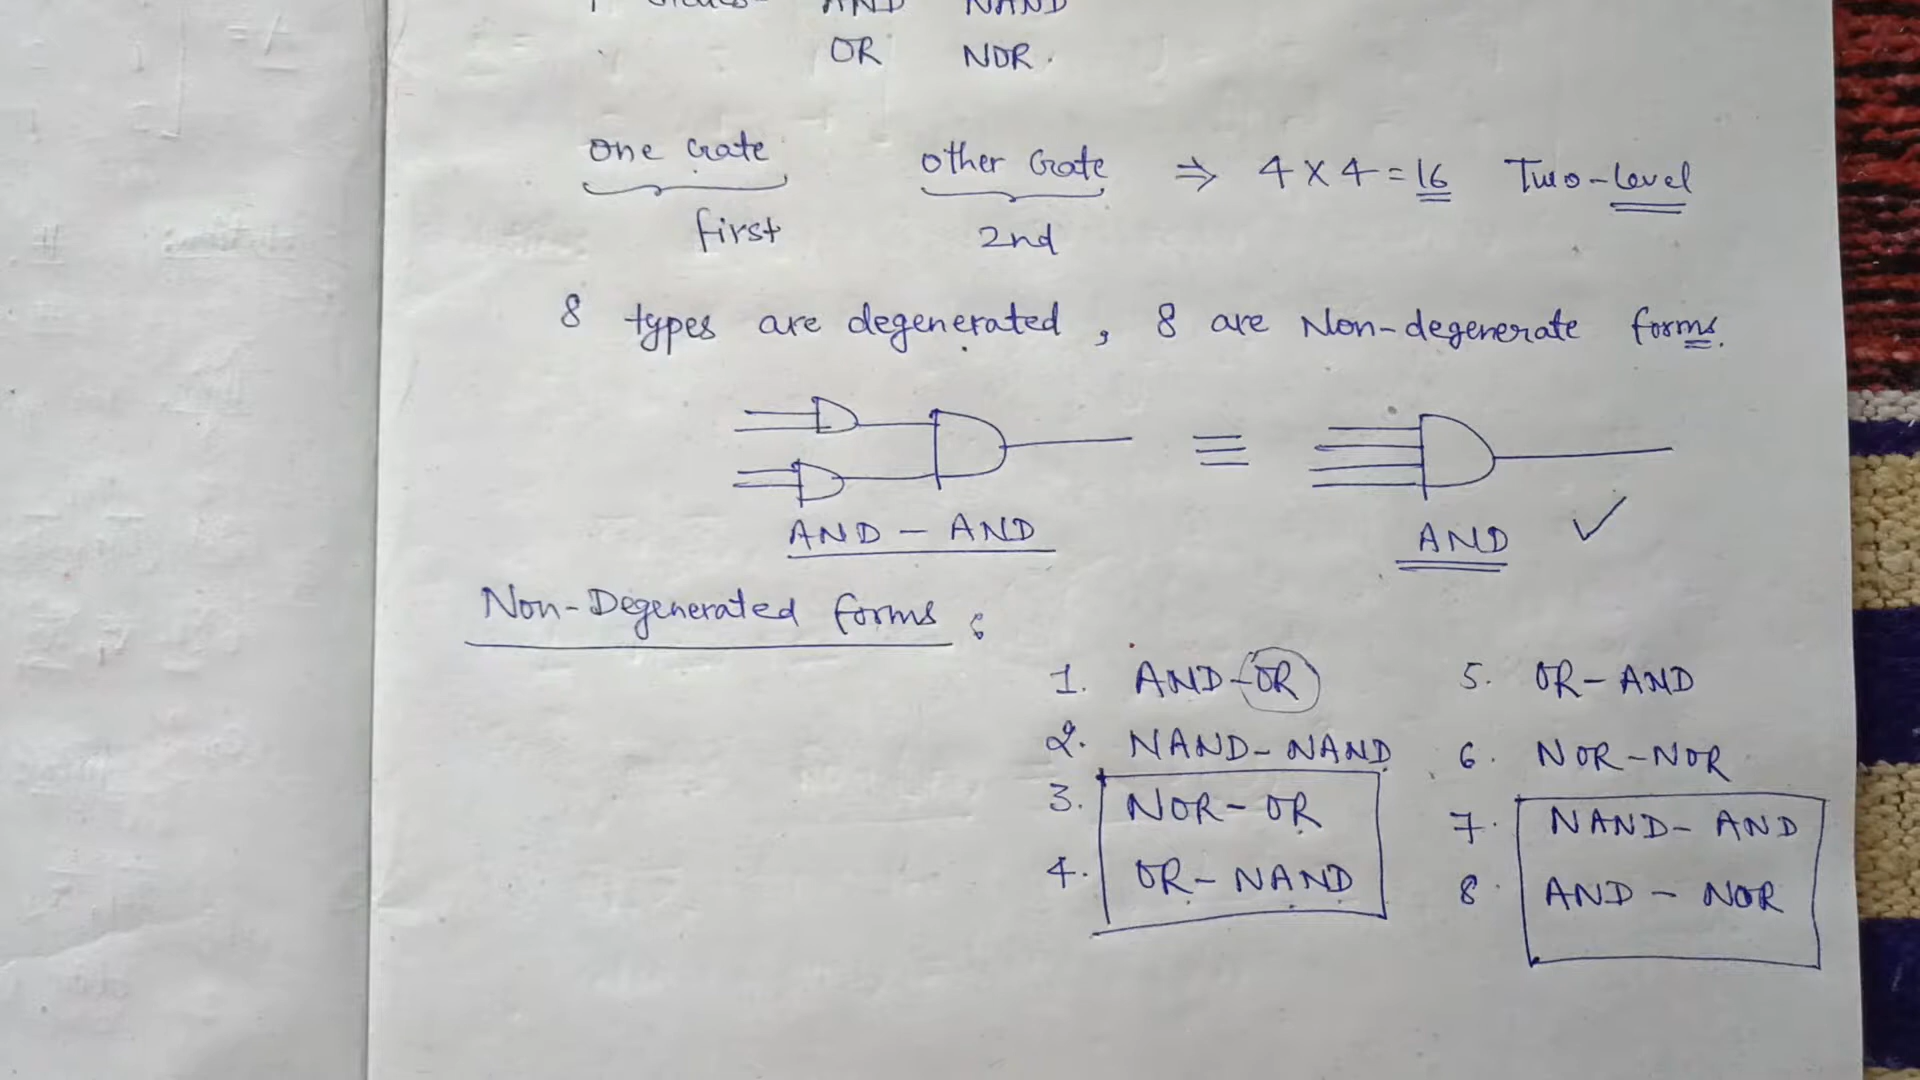 AND NAND
OR NOR.
one Gate other Gate ⇒ 4 X 4 = 16 Two-Level
first 2nd
8 types are degenerated, 8 are Non-degenerate forms.
≡
AND - AND AND ✓
Non-Degenerated forms :
1. AND-OR 5. OR-AND
2. NAND-NAND 6. NOR-NOR
3. NOR-OR 7. NAND-AND
4. OR-NAND 8. AND-NOR